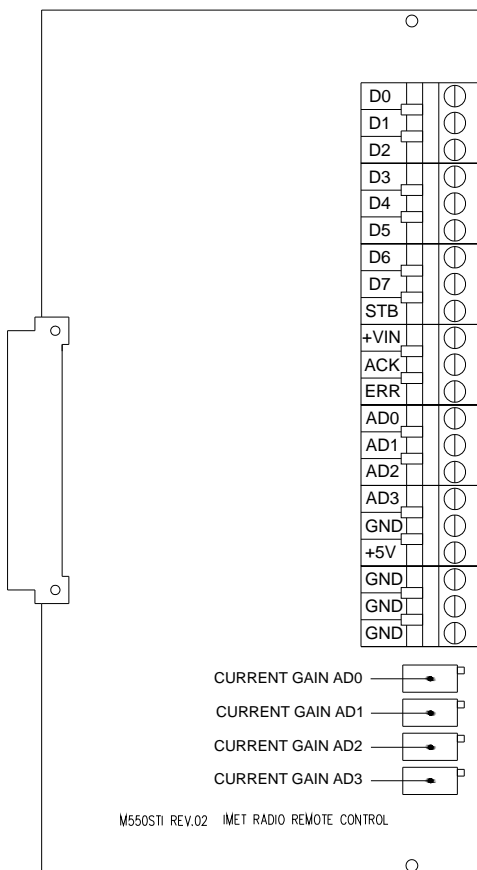 D0
D1
D2
D3
D4
D5
D6
D7
STB
+VIN
ACK
ERR
AD0
AD1
AD2
AD3
GND
+5V
GND
GND
GND
CURRENT GAIN AD0
CURRENT GAIN AD1
CURRENT GAIN AD2
CURRENT GAIN AD3
M550STI REV.02 IMET RADIO REMOTE CONTROL